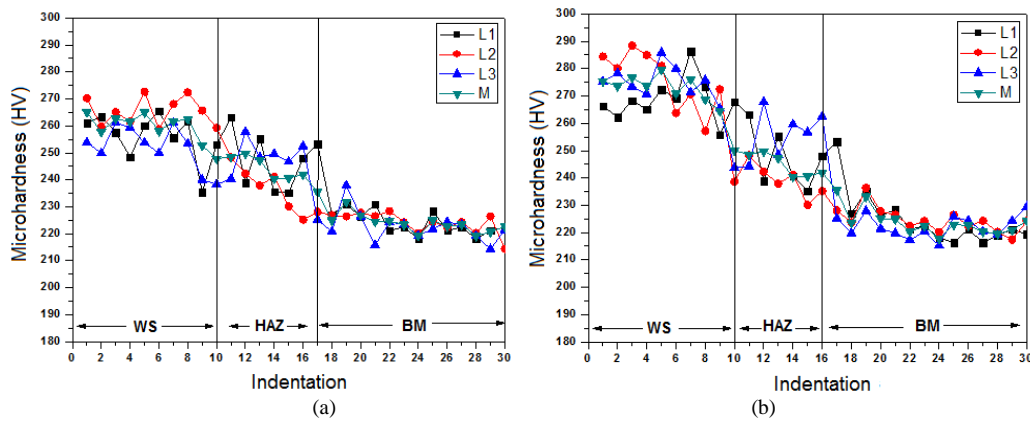 300
290
280
270
260
250
240
230
220
210
200
190
180
Microhardness (HV)
L1
L2
L3
M
WS
HAZ
BM
0 2 4 6 8 10 12 14 16 18 20 22 24 26 28 30
Indentation
(a)
300
290
280
270
260
250
240
230
220
210
200
190
180
Microhardness (HV)
L1
L2
L3
M
WS
HAZ
BM
0 2 4 6 8 10 12 14 16 18 20 22 24 26 28 30
Indentation
(b)